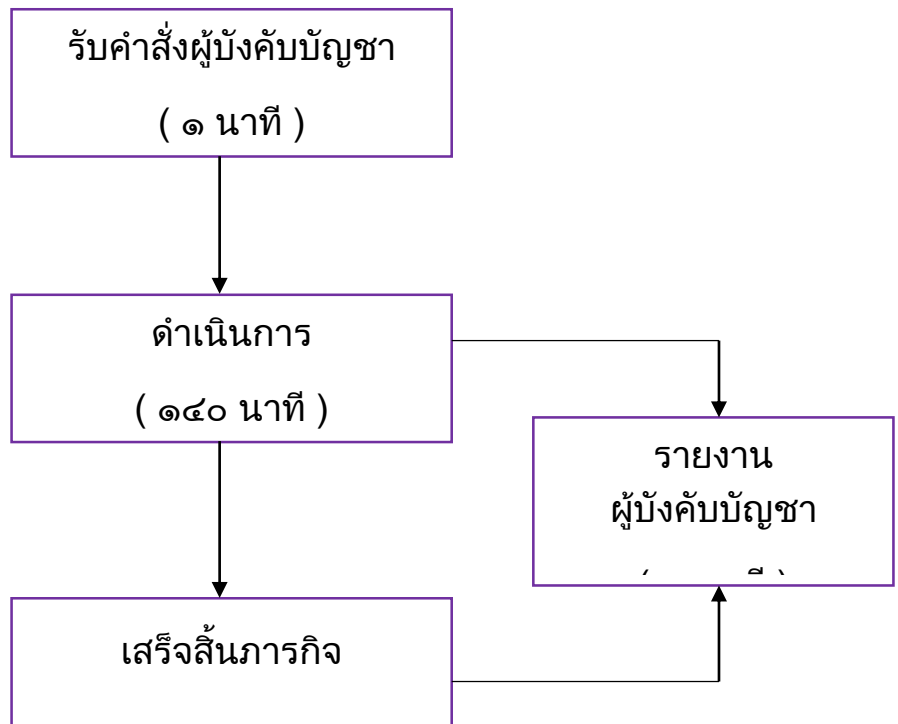 รับคำสั่งผู้บังคับบัญชา
( ๑ นาที )
ดำเนินการ
( ๑๔๐ นาที )
รายงาน
ผู้บังคับบัญชา
เสร็จสิ้นภารกิจ